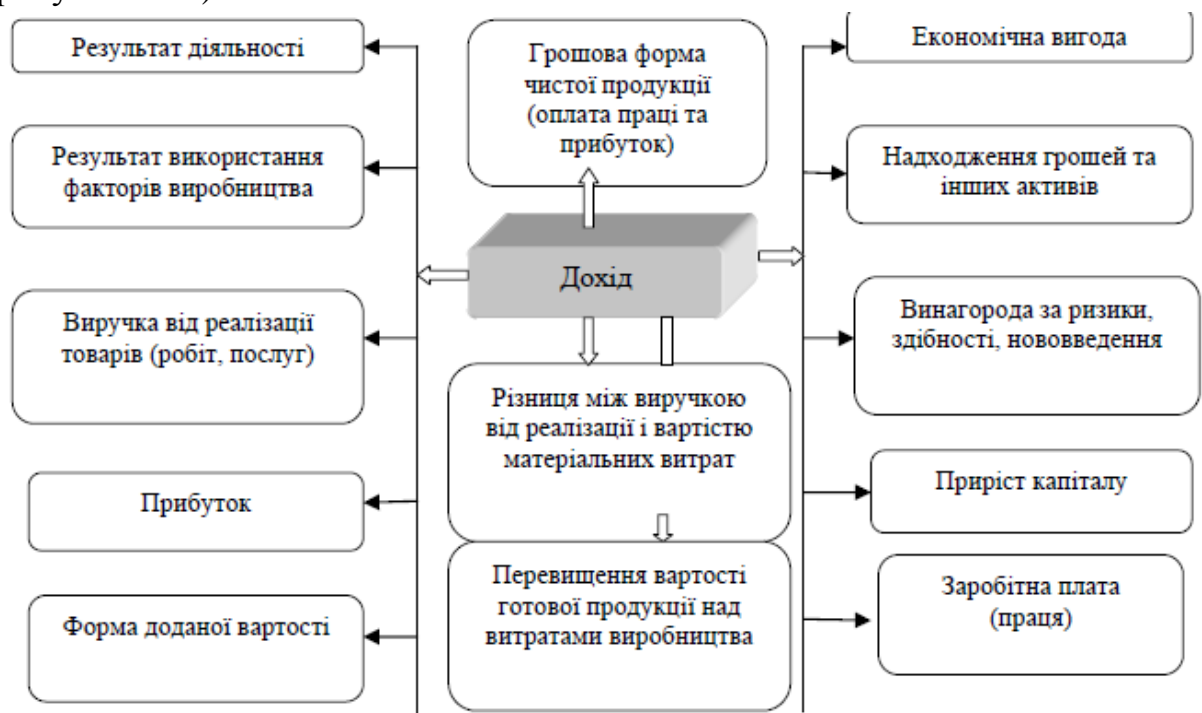 Результат діяльності
Результат використання
факторів виробництва
Виручка від реалізації
товарів (робіт, послуг)
Прибуток
Форма доданої вартості
Грошова форма
чистої продукції
(оплата праці та
прибуток)
Дохід
Різниця між виручкою
від реалізації і вартістю
матеріальних витрат
Перевищення вартості
готової продукції над
витратами виробництва
Економічна вигода
Надходження грошей та
інших активів
Винагорода за ризики,
здібності, нововведення
Приріст капіталу
Заробітна плата
(праця)